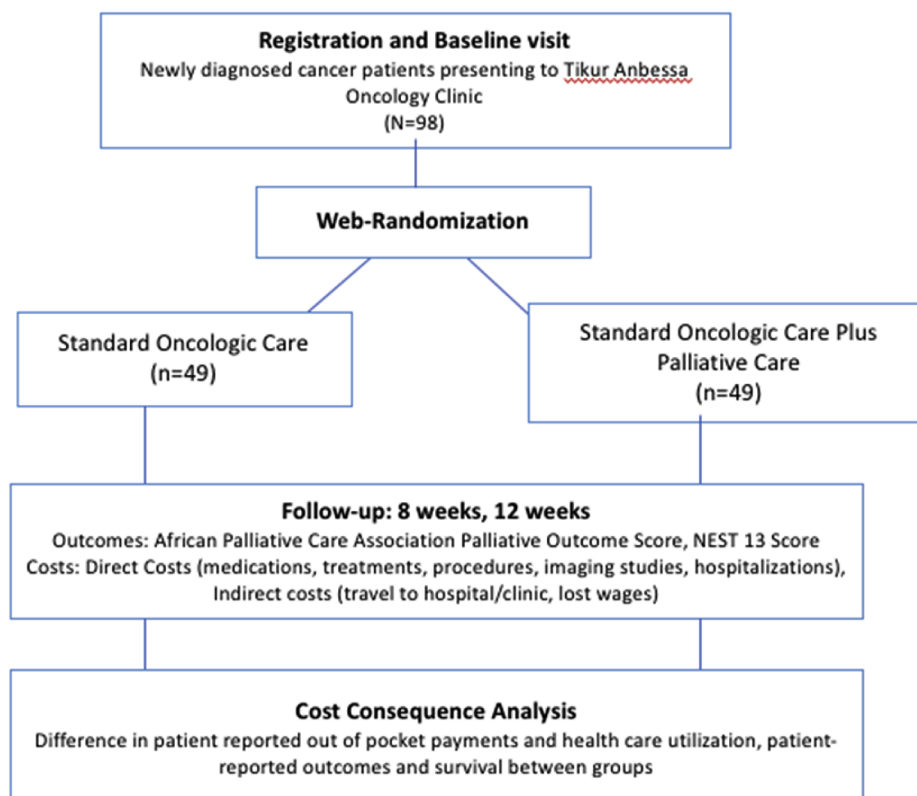 Registration and Baseline visit
Newly diagnosed cancer patients presenting to Tikur Anbessa
Oncology Clinic
(N=98)
Web-Randomization
Standard Oncologic Care
(n=49)
Standard Oncologic Care Plus
Palliative Care
(n=49)
Follow-up: 8 weeks, 12 weeks
Outcomes: African Palliative Care Association Palliative Outcome Score, NEST 13 Score
Costs: Direct Costs (medications, treatments, procedures, imaging studies, hospitalizations),
Indirect costs (travel to hospital/clinic, lost wages)
Cost Consequence Analysis
Difference in patient reported out of pocket payments and health care utilization, patient-
reported outcomes and survival between groups